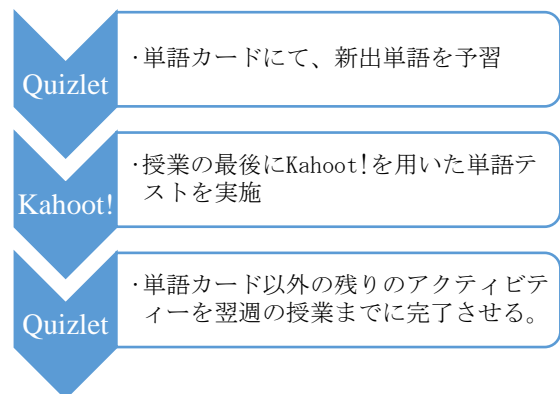 Quizlet
・単語カードにて、新出単語を予習
Kahoot!
・授業の最後にKahoot!を用いた単語テ
ストを実施
Quizlet
・単語カード以外の残りのアクティビテ
ィーを翌週の授業までに完了させる。